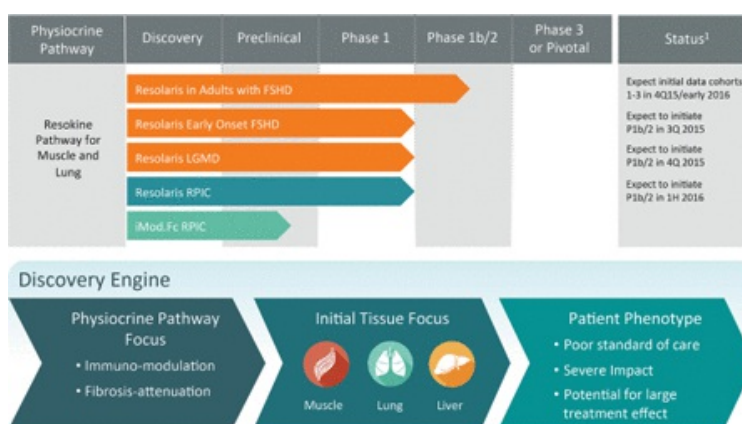 Physiocrine
Pathway
Discovery
Preclinical
Phase 1
Phase 1b/2
Phase 3
or Pivotal
Status1
Resokine
Pathway for
Muscle and
Lung
Resolaris in Adults with FSHD
Expect initial data cohorts
1-3 in 4Q15/early 2016
Resolaris Early Onset FSHD
Expect to initiate
P1b/2 in 3Q 2015
Resolaris LGMD
Expect to initiate
P1b/2 in 4Q 2015
Resolaris RPIC
Expect to initiate
P1b/2 in 1H 2016
iMod.Fc RPIC
Discovery Engine
Physiocrine Pathway
Focus
• Immuno-modulation
• Fibrosis-attenuation
Initial Tissue Focus
Muscle
Lung
Liver
Patient Phenotype
• Poor standard of care
• Severe Impact
• Potential for large
treatment effect